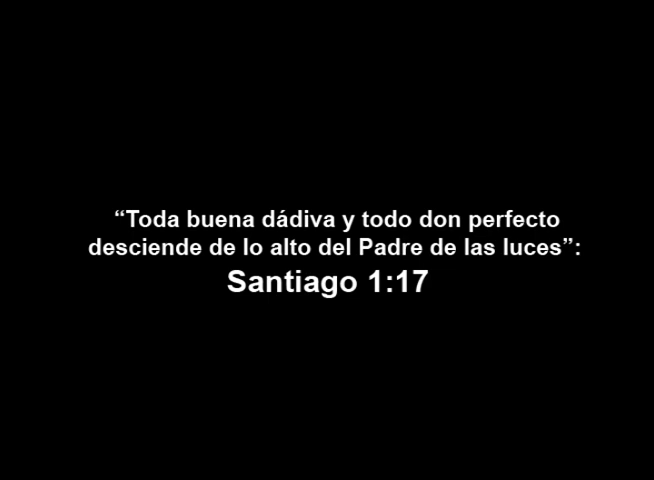 “Toda buena dádiva y todo don perfecto
desciende de lo alto del Padre de las luces”:
Santiago 1:17